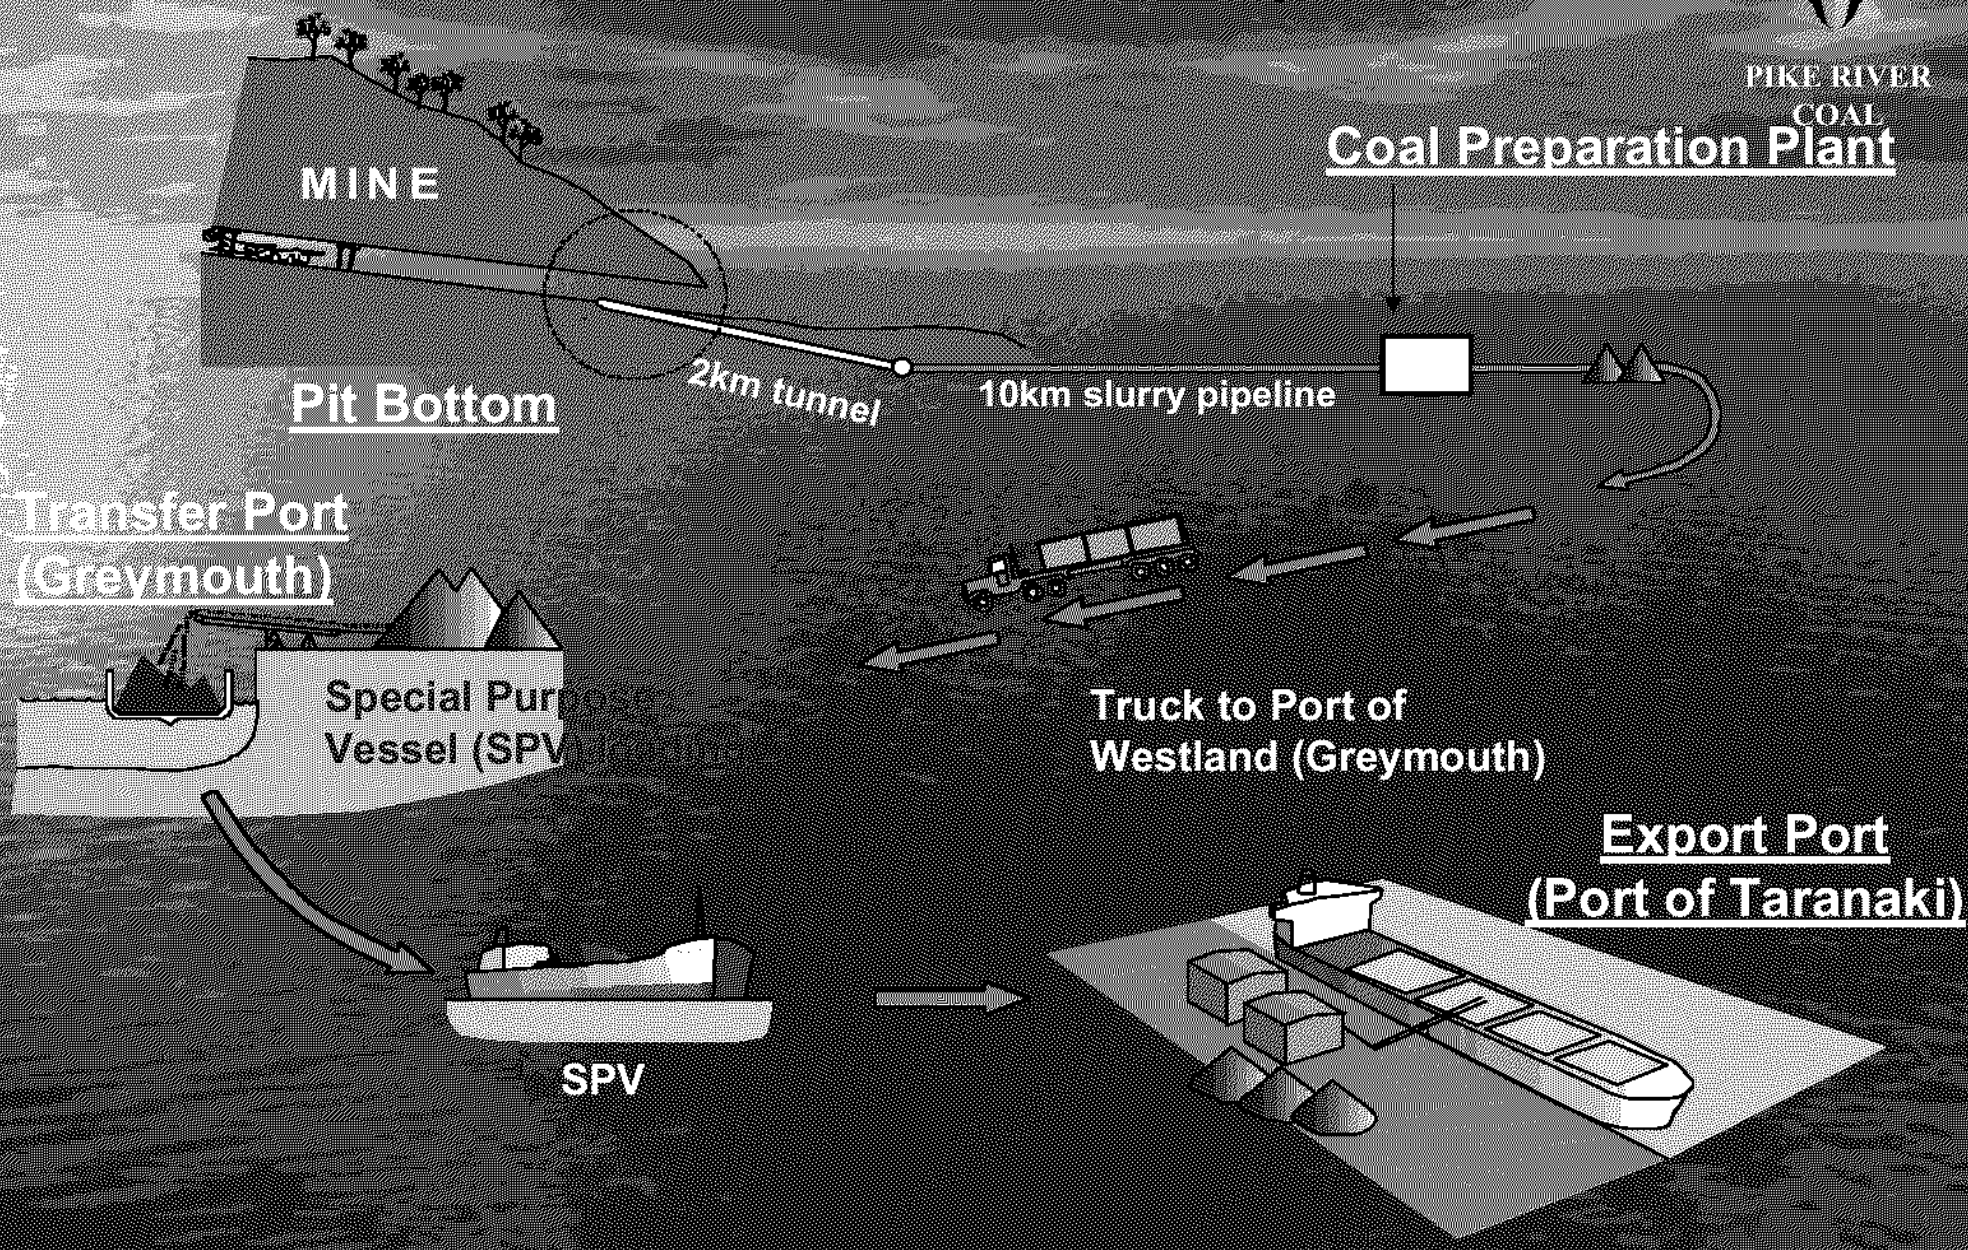 PIKE RIVER
COAL
Coal Preparation Plant
MINE
2km tunnel
10km slurry pipeline
Pit Bottom
Transfer Port
(Greymouth)
Special Purpose
Vessel (SPV)
Truck to Port of
Westland (Greymouth)
Export Port
(Port of Taranaki)
SPV